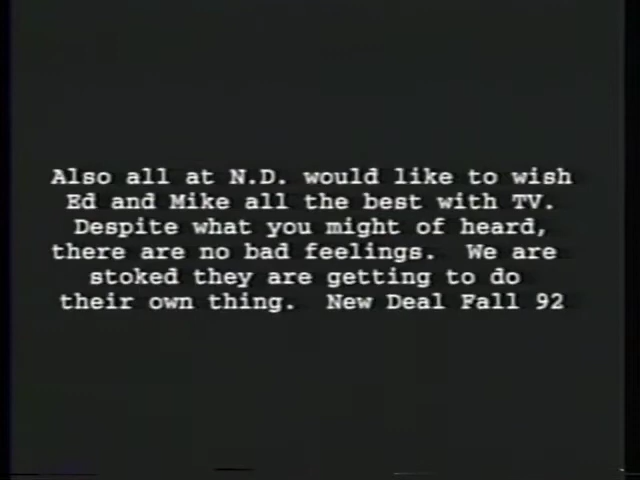 Also all at N.D. would like to wish
Ed and Mike all the best with TV.
Despite what you might of heard,
there are no bad feelings.  We are
stoked they are getting to do
their own thing.  New Deal Fall 92